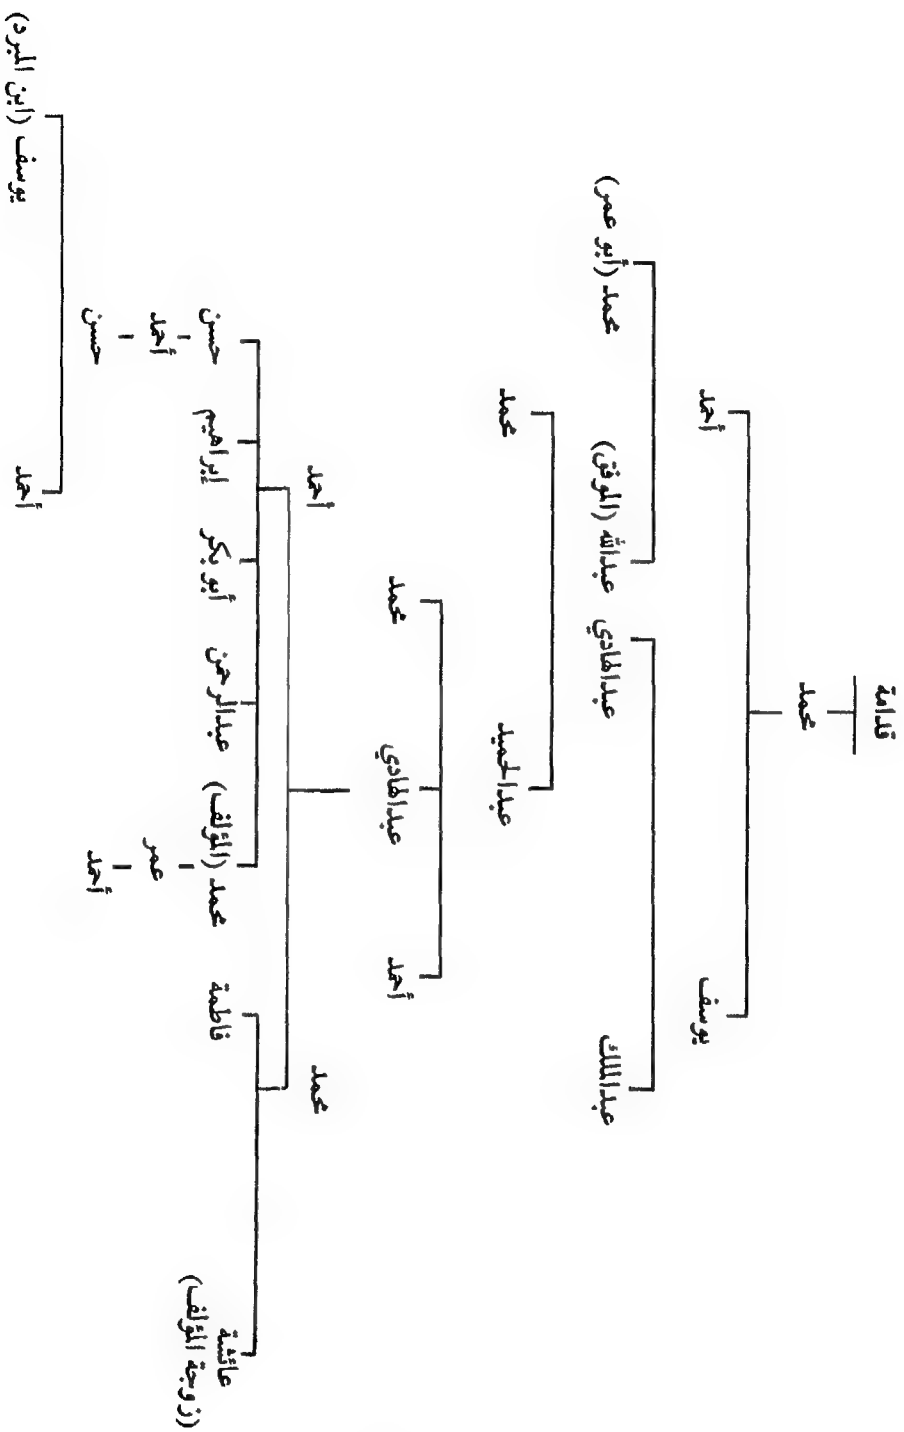 قدامة
محمد
يوسف أحمد
عبدالملك عبدالهادي عبدالله (الموفق) محمد (أبو عمر)
عبدالحميد محمد
أحمد عبدالهادي محمد
محمد أحمد
عائشة فاطمة محمد (المؤلف) عبدالرحمن أبو بكر إبراهيم حسن
(زوجة المؤلف)
عمر أحمد
أحمد حسن
أحمد يوسف (ابن المبرد)